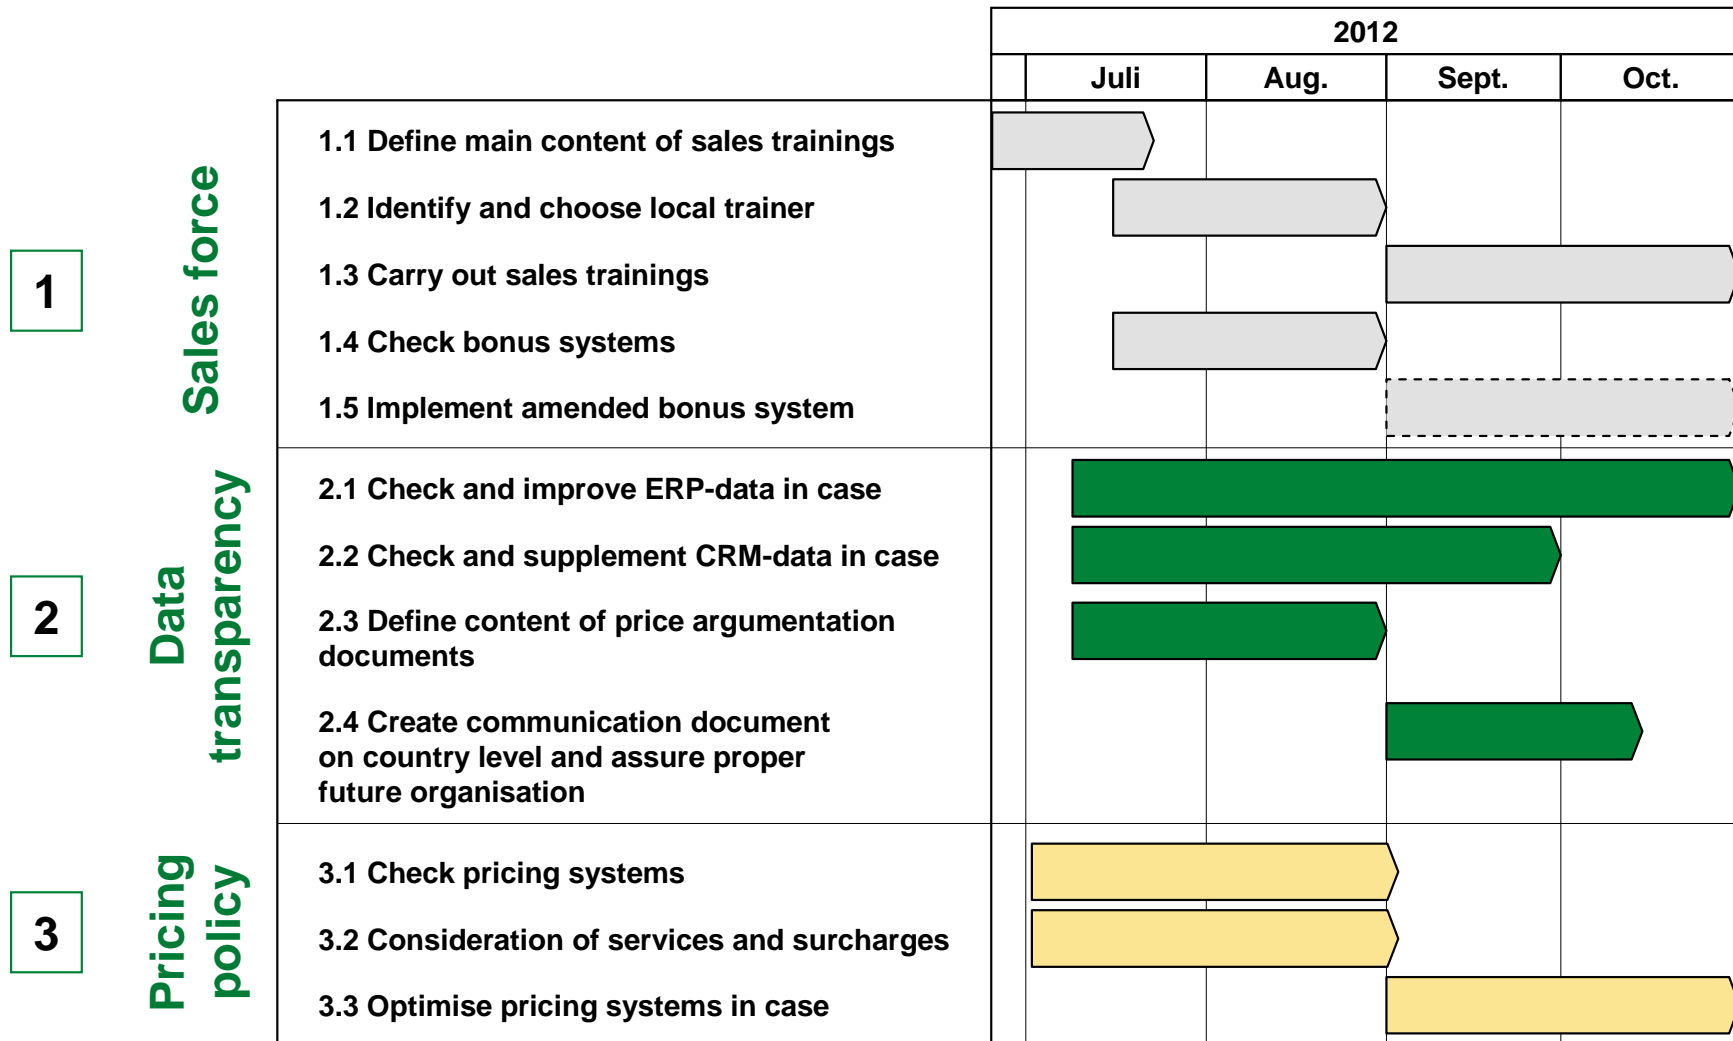 2012
Juli
Aug.
Sept.
Oct.
1
Sales force
1.1 Define main content of sales trainings
1.2 Identify and choose local trainer
1.3 Carry out sales trainings
1.4 Check bonus systems
1.5 Implement amended bonus system
2
Data
transparency
2.1 Check and improve ERP-data in case
2.2 Check and supplement CRM-data in case
2.3 Define content of price argumentation
documents
2.4 Create communication document
on country level and assure proper
future organisation
3
Pricing
policy
3.1 Check pricing systems
3.2 Consideration of services and surcharges
3.3 Optimise pricing systems in case